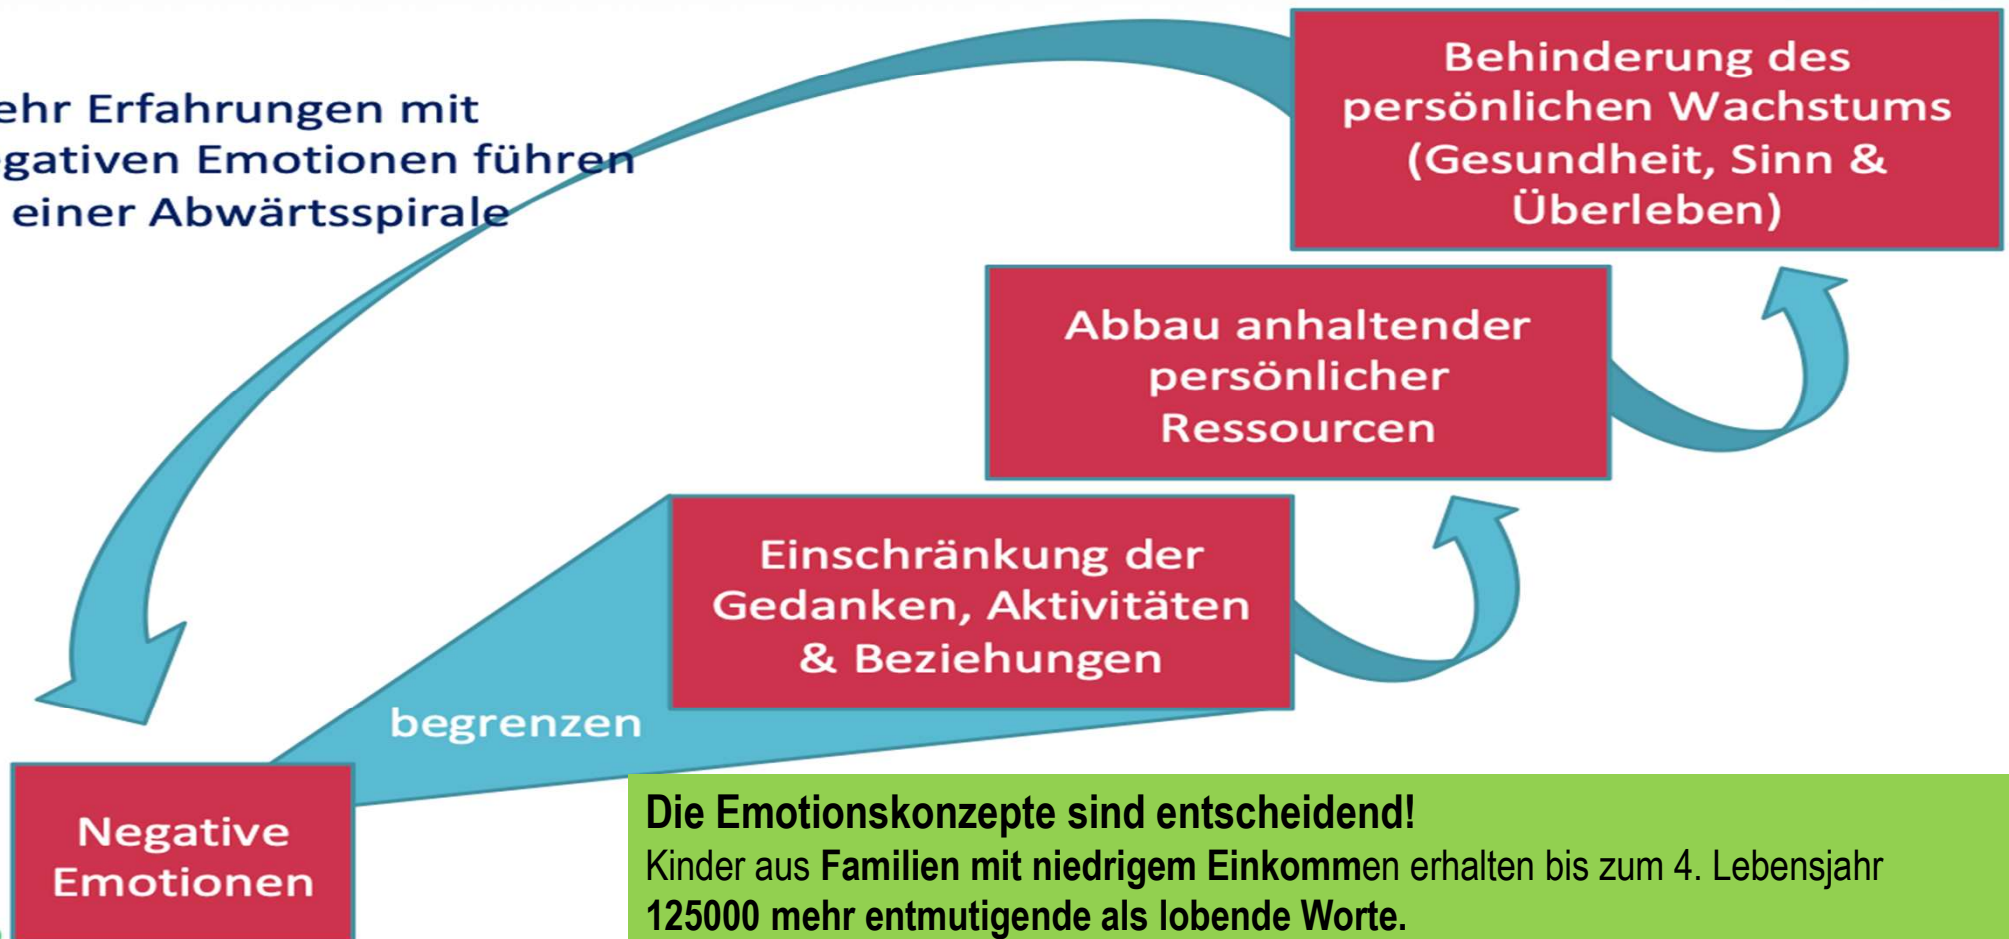 ehr Erfahrungen mit
gativen Emotionen führen
einer Abwärtsspirale
Behinderung des
persönlichen Wachstums
(Gesundheit, Sinn &
Überleben)
Abbau anhaltender
persönlicher
Ressourcen
Einschränkung der
Gedanken, Aktivitäten
& Beziehungen
begrenzen
Negative
Emotionen
Die Emotionskonzepte sind entscheidend!
Kinder aus Familien mit niedrigem Einkommen erhalten bis zum 4. Lebensjahr
125000 mehr entmutigende als lobende Worte.